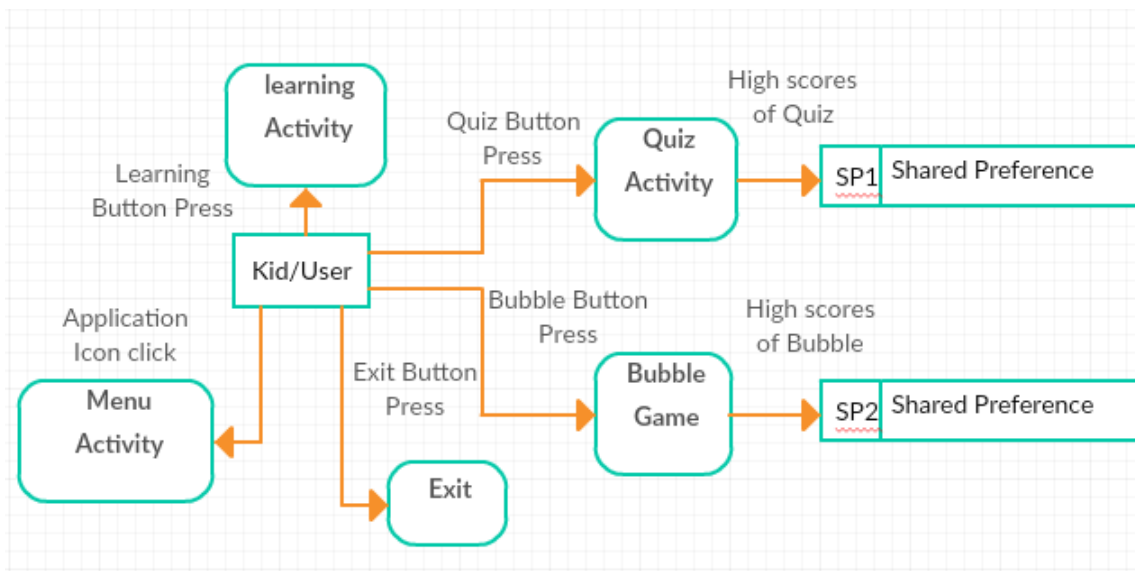 learning
Activity
Learning
Button Press
Kid/User
Quiz Button
Press
Quiz
Activity
High scores
of Quiz
SP1
Shared Preference
Application
Icon click
Menu
Activity
Exit Button
Press
Exit
Bubble Button
Press
Bubble
Game
High scores
of Bubble
SP2
Shared Preference